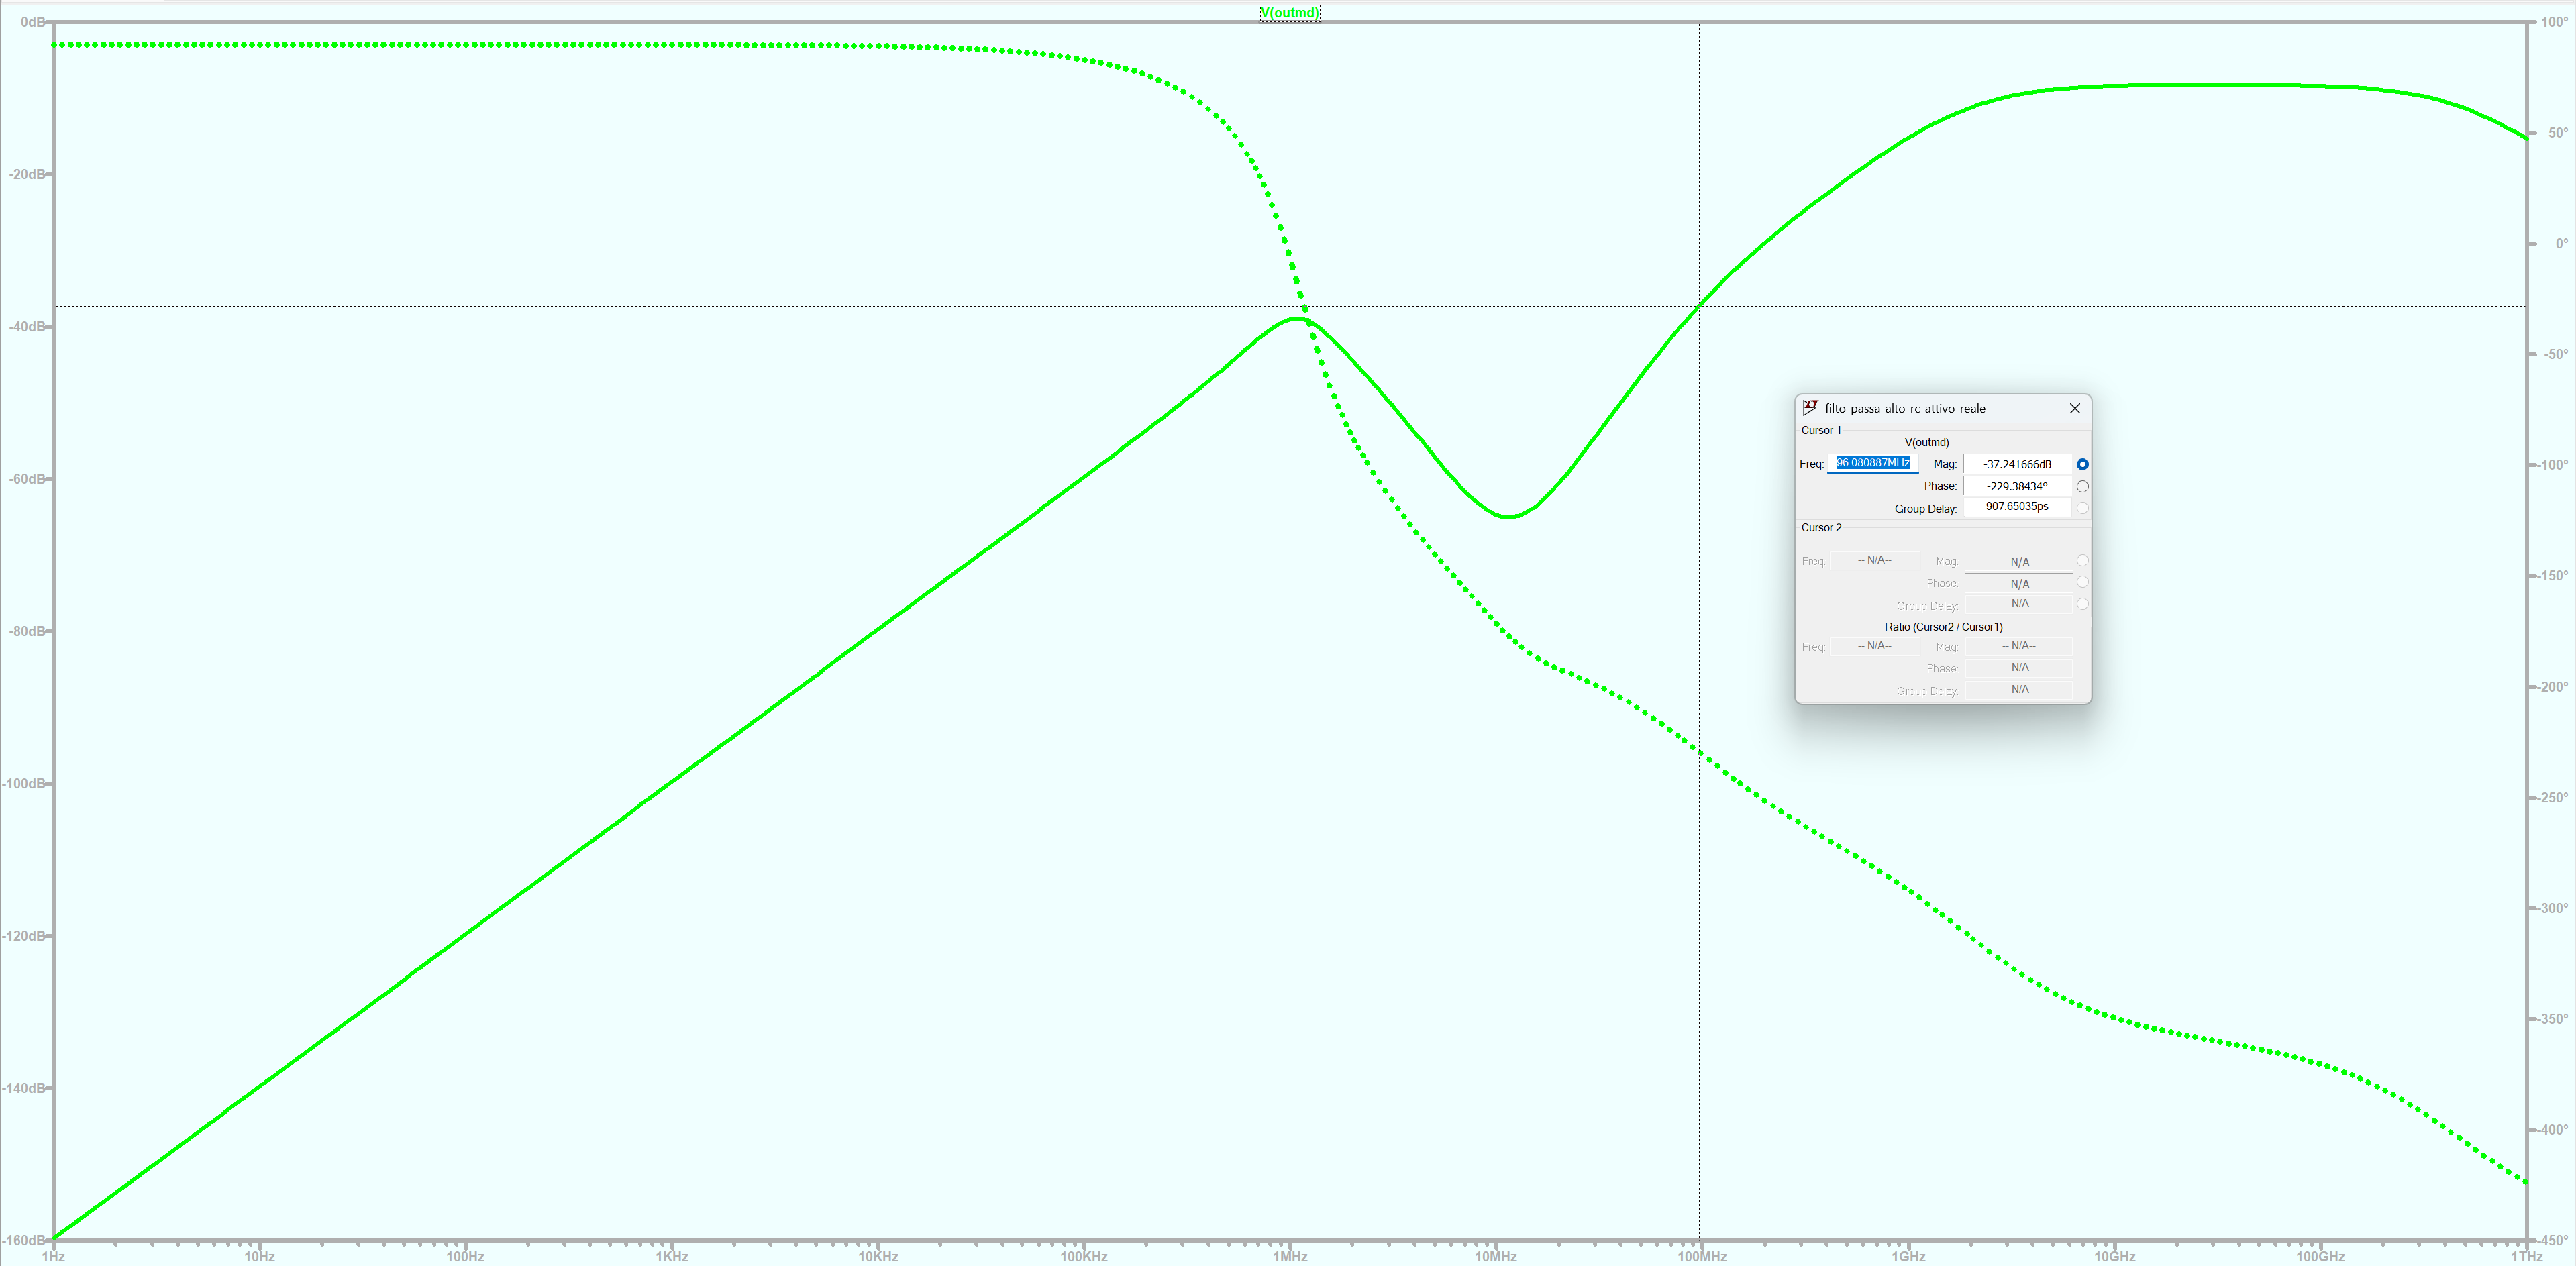 V(outmd)
0dB
-20dB
-40dB
-60dB
-80dB
-100dB
-120dB
-140dB
-160dB
100°
50°
0°
-50°
-100°
-150°
-200°
-250°
-300°
-350°
-400°
-450°
1Hz 10Hz 100Hz 1KHz 10KHz 100KHz 1MHz 10MHz 100MHz 1GHz 10GHz 100GHz 1THz
filto-passa-alto-rc-attivo-reale
Cursor 1
V(outmd)
Freq: 96.080887MHz Mag: -37.241666dB
Phase: -229.38434°
Group Delay: 907.65035ps
Cursor 2
Freq: -- N/A-- Mag: -- N/A--
Phase: -- N/A--
Group Delay: -- N/A--
Ratio (Cursor2 / Cursor1)
Freq: -- N/A-- Mag: -- N/A--
Phase: -- N/A--
Group Delay: -- N/A--